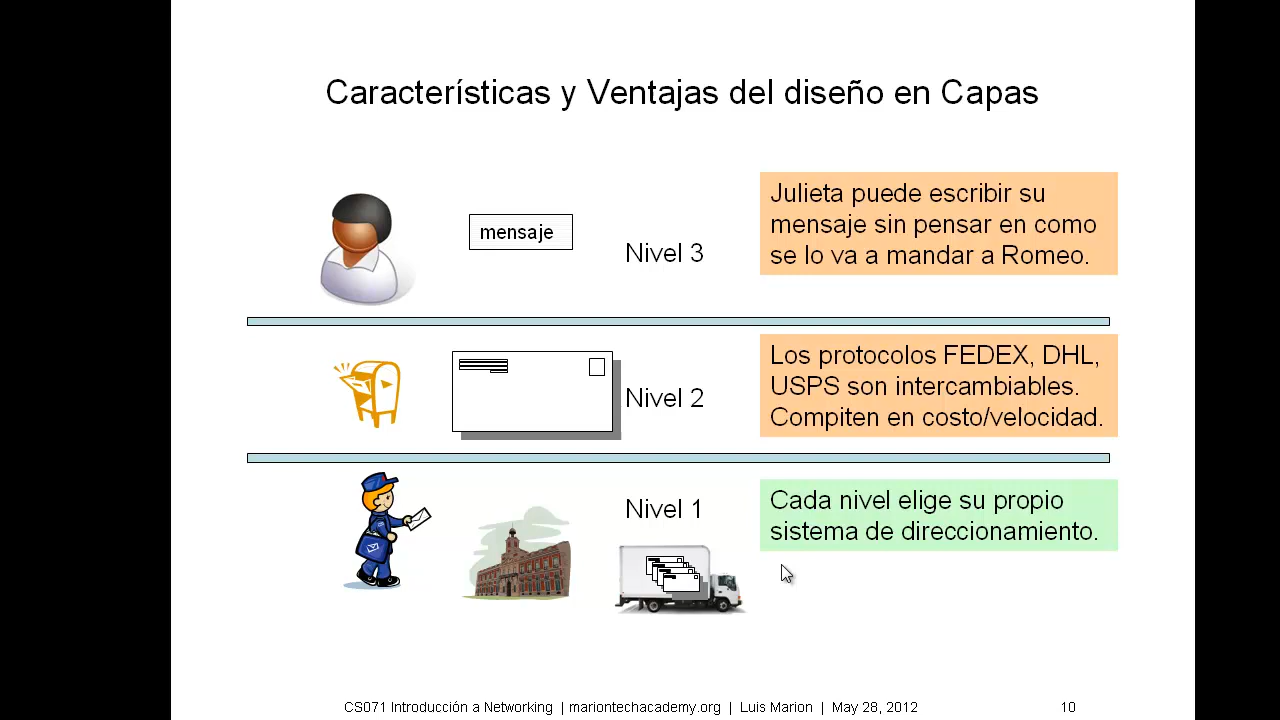 Características y Ventajas del diseño en Capas
mensaje
Nivel 3
Julieta puede escribir su
mensaje sin pensar en como
se lo va a mandar a Romeo.
Nivel 2
Los protocolos FEDEX, DHL,
USPS son intercambiables.
Compiten en costo/velocidad.
Nivel 1
Cada nivel elige su propio
sistema de direccionamiento.
CS071 Introducción a Networking | mariontechacademy.org | Luis Marion | May 28, 2012 10